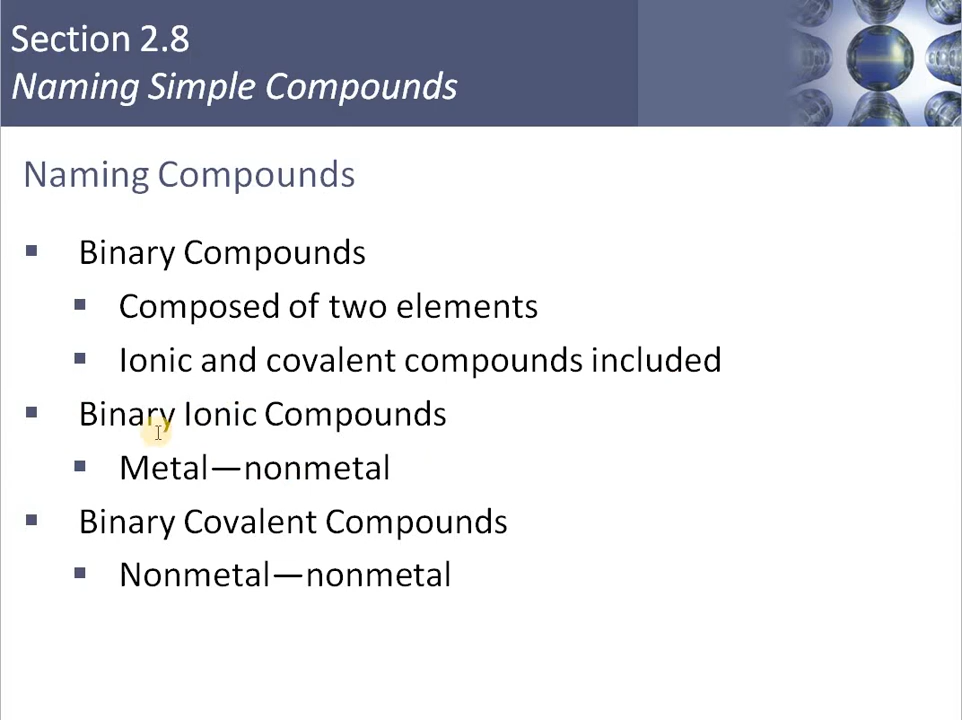 Section 2.8
Naming Simple Compounds
Naming Compounds
Binary Compounds
Composed of two elements
Ionic and covalent compounds included
Binary Ionic Compounds
Metal—nonmetal
Binary Covalent Compounds
Nonmetal—nonmetal